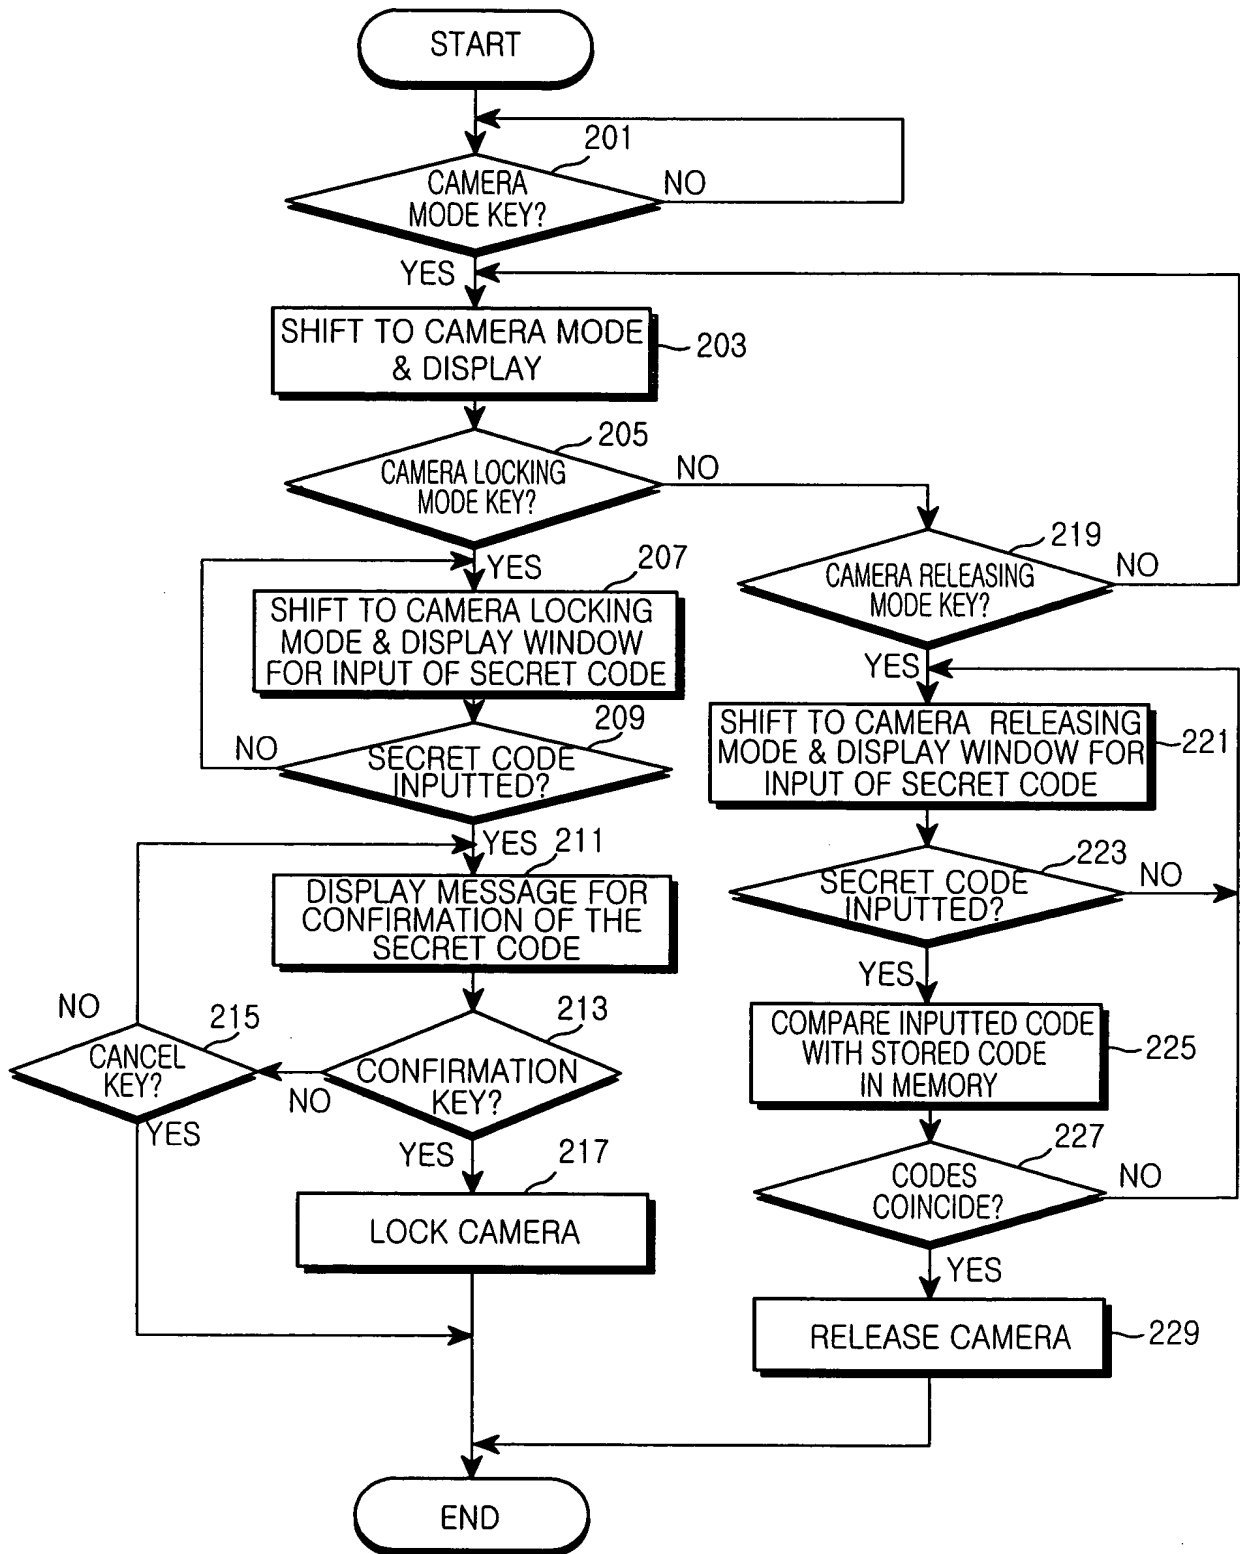 START
201
CAMERA
MODE KEY?
NO
YES
SHIFT TO CAMERA MODE
& DISPLAY
203
205
CAMERA LOCKING
MODE KEY?
NO
YES
207
SHIFT TO CAMERA LOCKING
MODE & DISPLAY WINDOW
FOR INPUT OF SECRET CODE
209
NO
SECRET CODE
INPUTTED?
YES
211
DISPLAY MESSAGE FOR
CONFIRMATION OF THE
SECRET CODE
213
CONFIRMATION
KEY?
NO
215
CANCEL
KEY?
NO
YES
YES
217
LOCK CAMERA
219
CAMERA RELEASING
MODE KEY?
NO
YES
SHIFT TO CAMERA RELEASING
MODE & DISPLAY WINDOW FOR
INPUT OF SECRET CODE
221
223
SECRET CODE
INPUTTED?
NO
YES
COMPARE INPUTTED CODE
WITH STORED CODE
IN MEMORY
225
227
CODES
COINCIDE?
NO
YES
RELEASE CAMERA
229
END